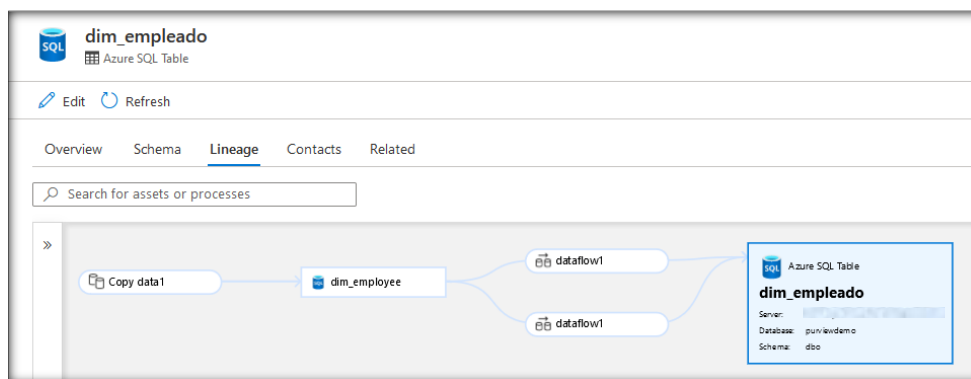 dim_empleado
SQL
Azure SQL Table
Edit Refresh
Overview Schema Lineage Contacts Related
Search for assets or processes
»
Copy data1
dim_employee
dataflow1
dataflow1
SQL
Azure SQL Table
dim_empleado
Server:
Database: purviewdemo
Schema: dbo